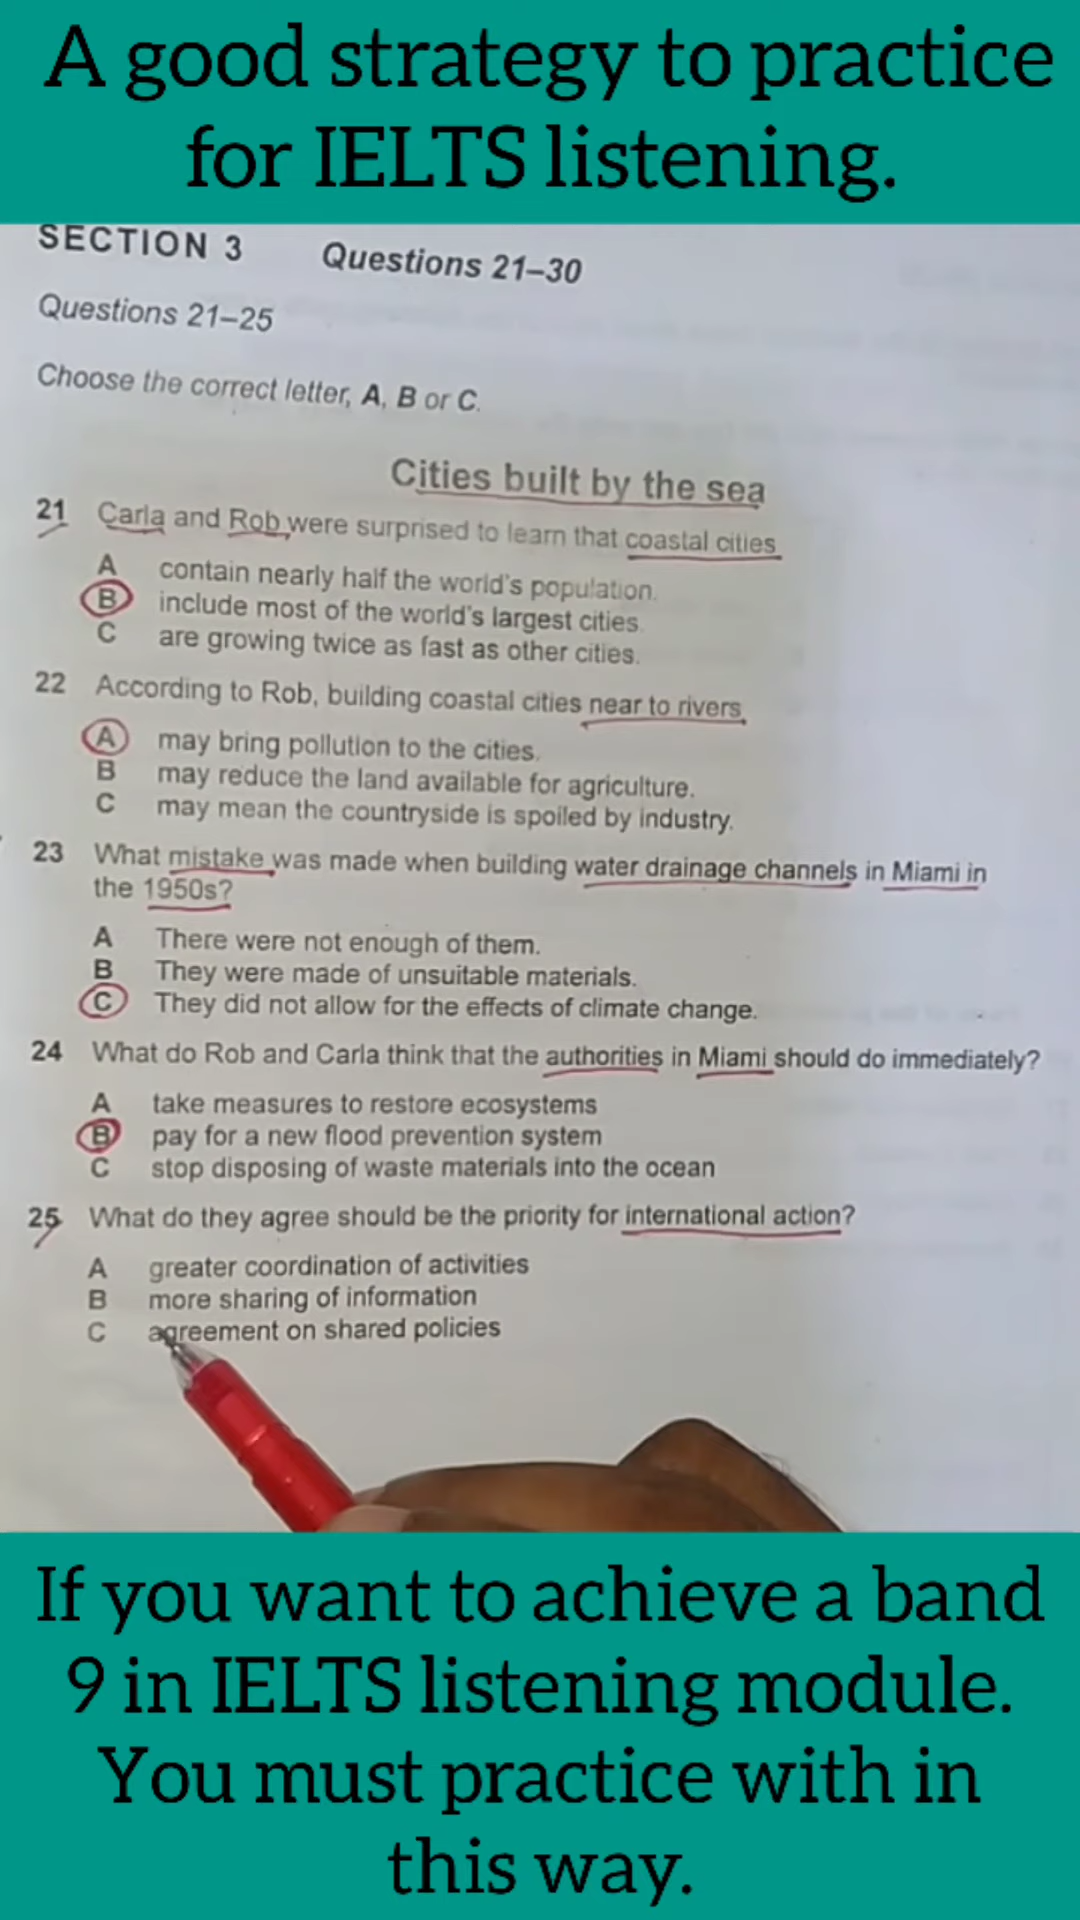 A good strategy to practice
for IELTS listening.
SECTION 3 Questions 21–30
Questions 21–25
Choose the correct letter, A, B or C.
Cities built by the sea
21 Carla and Rob were surprised to learn that coastal cities
A contain nearly half the world's population.
B include most of the world's largest cities.
C are growing twice as fast as other cities.
22 According to Rob, building coastal cities near to rivers
A may bring pollution to the cities.
B may reduce the land available for agriculture.
C may mean the countryside is spoiled by industry.
23 What mistake was made when building water drainage channels in Miami in
the 1950s?
A There were not enough of them.
B They were made of unsuitable materials.
C They did not allow for the effects of climate change.
24 What do Rob and Carla think that the authorities in Miami should do immediately?
A take measures to restore ecosystems
B pay for a new flood prevention system
C stop disposing of waste materials into the ocean
25 What do they agree should be the priority for international action?
A greater coordination of activities
B more sharing of information
C agreement on shared policies
If you want to achieve a band
9 in IELTS listening module.
You must practice with in
this way.